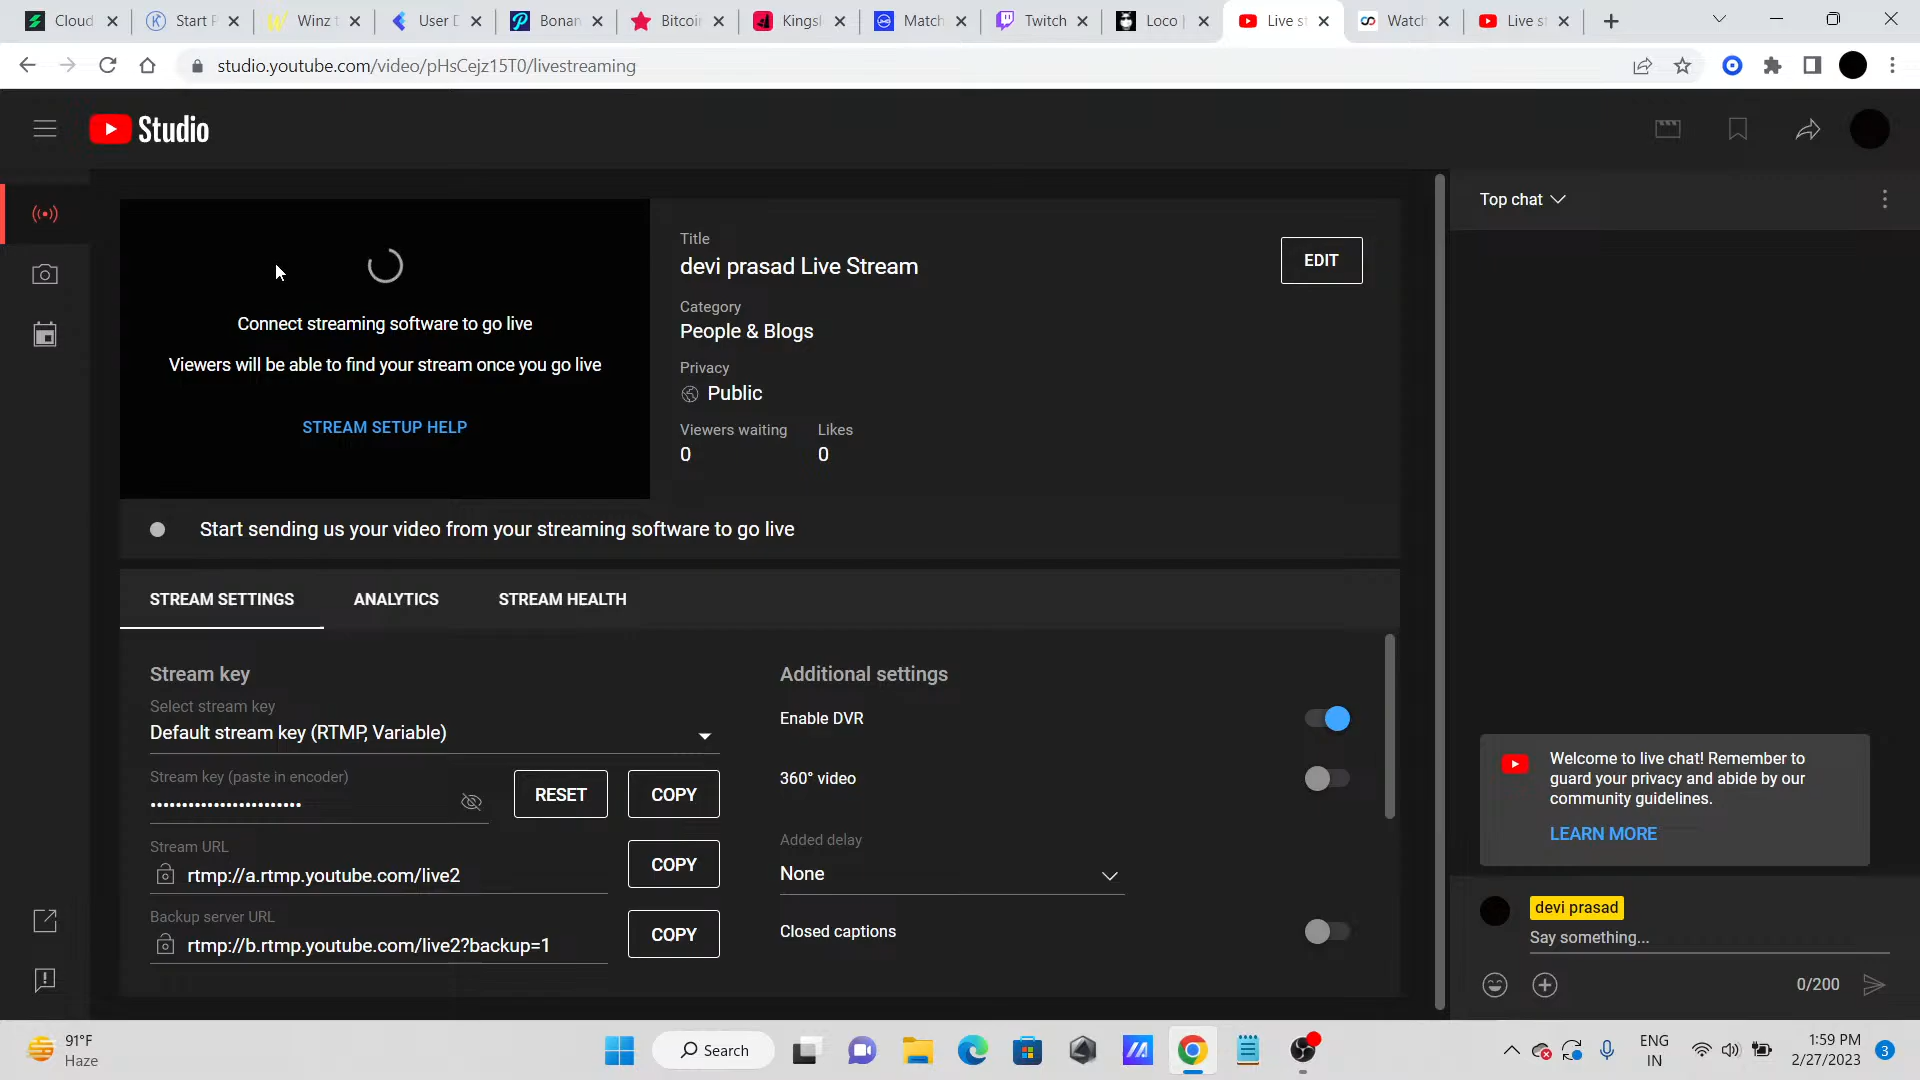 Cloud
Start F
Winz t
User D
Bonan
Bitcoi
Kingsl
Match
Twitch
Loco |
Live st
Watch
Live st
studio.youtube.com/video/pHsCejz15T0/livestreaming
Studio
Top chat
Connect streaming software to go live
Viewers will be able to find your stream once you go live
STREAM SETUP HELP
Title
devi prasad Live Stream
EDIT
Category
People & Blogs
Privacy
Public
Viewers waiting
Likes
0
0
Start sending us your video from your streaming software to go live
STREAM SETTINGS
ANALYTICS
STREAM HEALTH
Stream key
Select stream key
Default stream key (RTMP, Variable)
Stream key (paste in encoder)
RESET
COPY
Stream URL
rtmp://a.rtmp.youtube.com/live2
COPY
Backup server URL
rtmp://b.rtmp.youtube.com/live2?backup=1
COPY
Additional settings
Enable DVR
360° video
Added delay
None
Closed captions
Welcome to live chat! Remember to
guard your privacy and abide by our
community guidelines.
LEARN MORE
devi prasad
Say something...
0/200
91°F
Haze
Search
ENG
IN
1:59 PM
2/27/2023
3